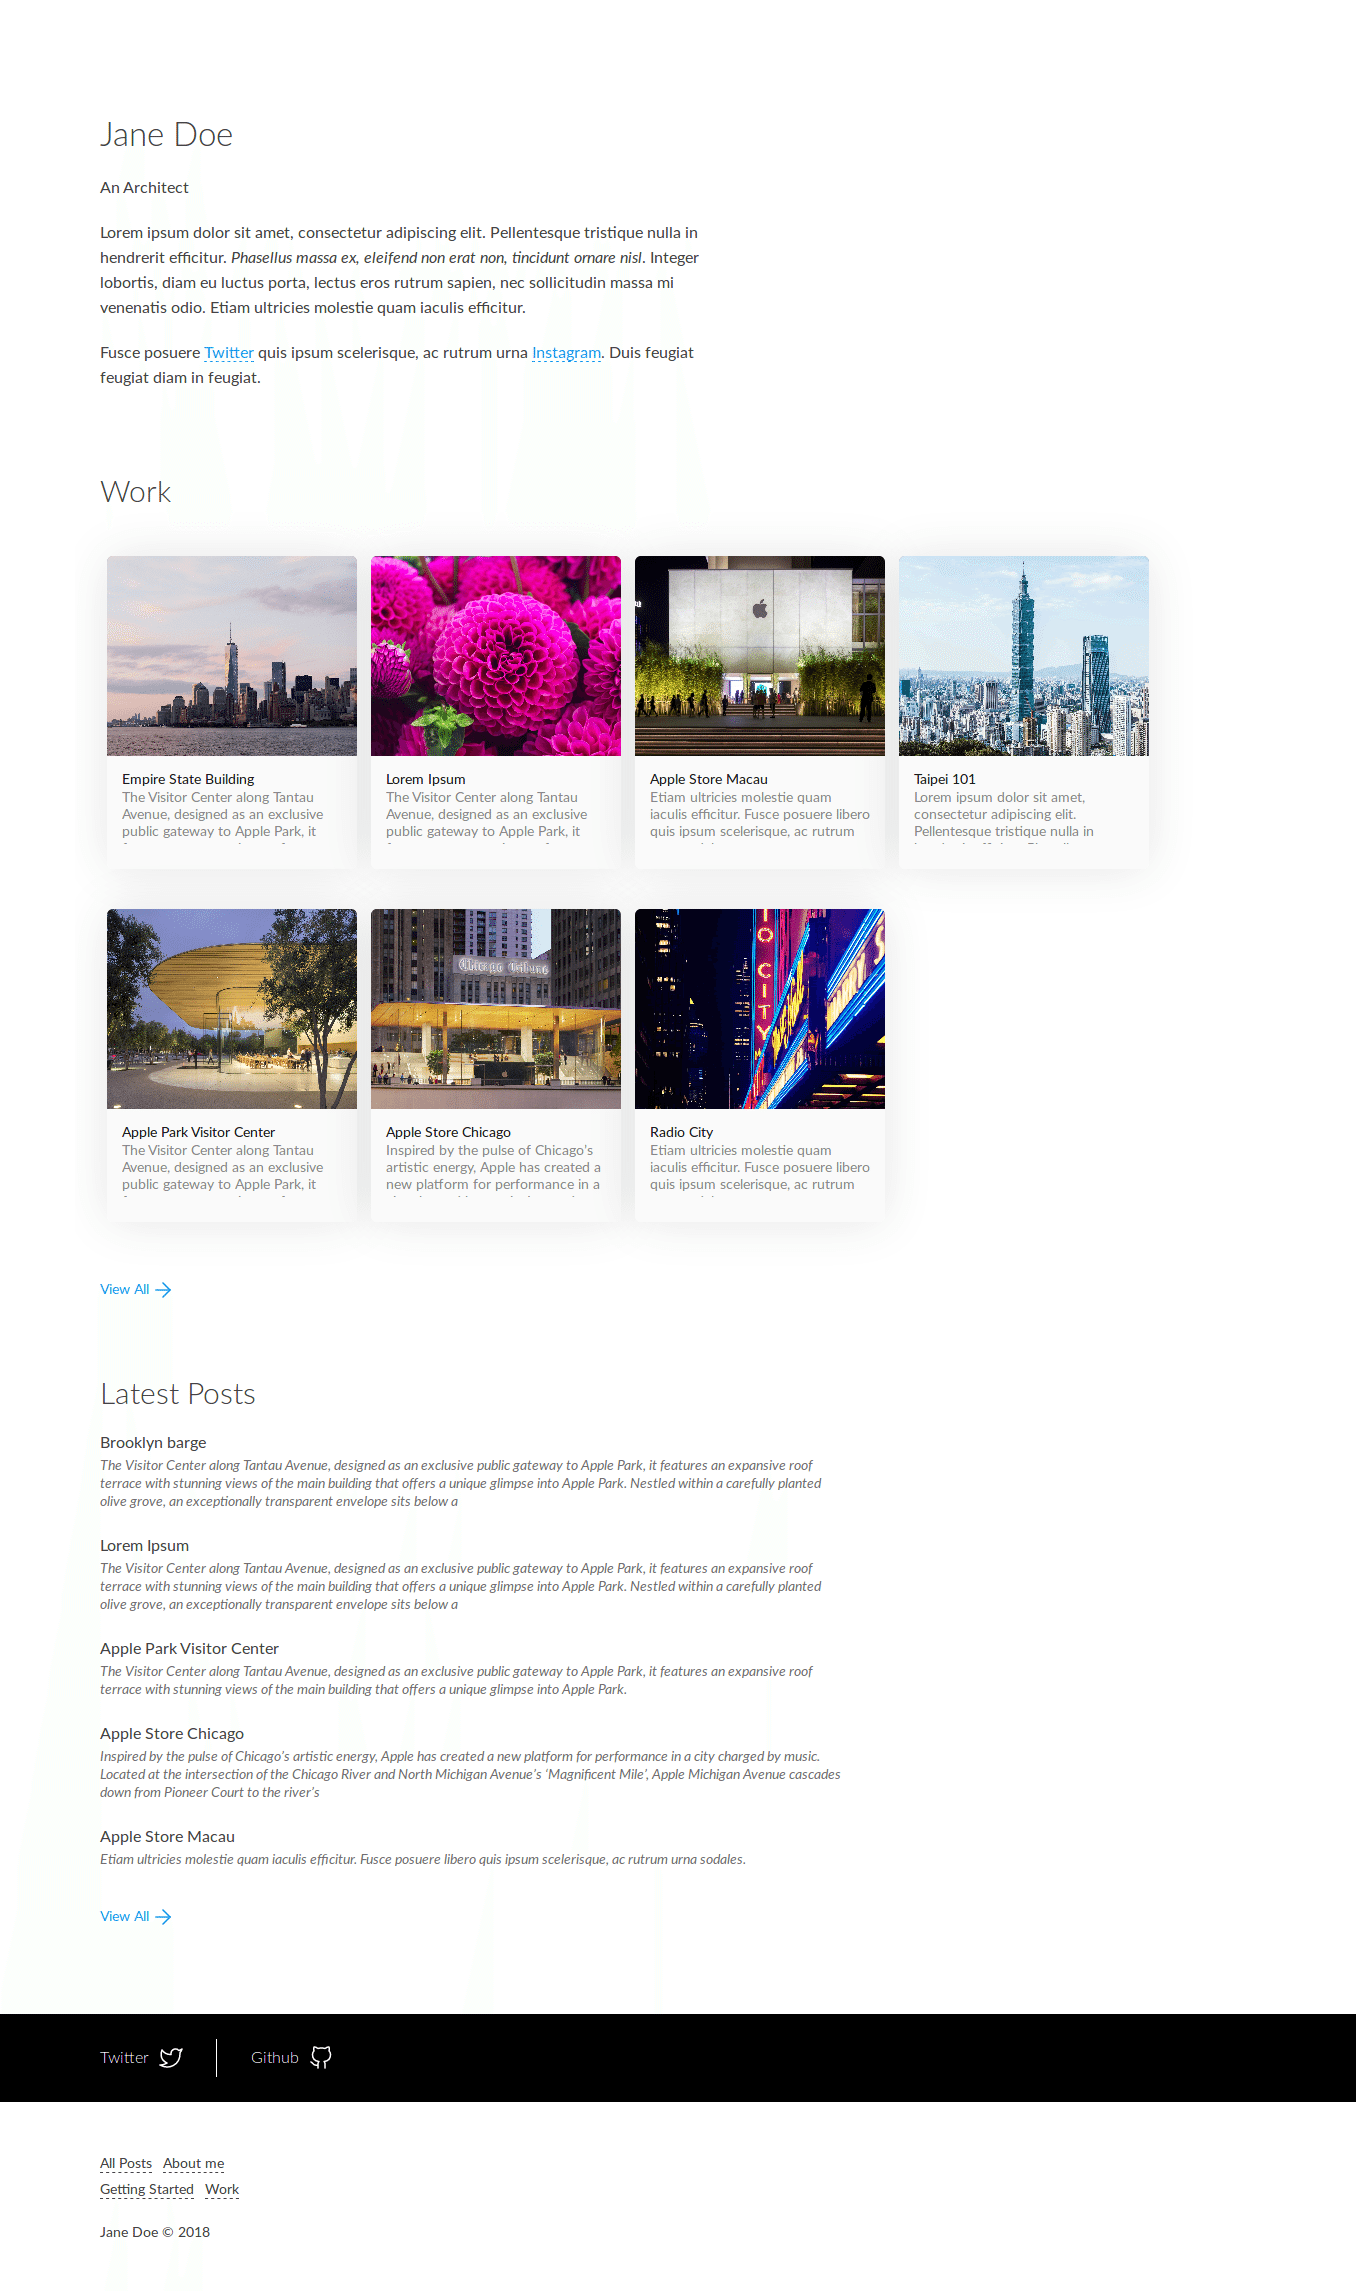 Jane Doe
An Architect
Lorem ipsum dolor sit amet, consectetur adipiscing elit. Pellentesque tristique nulla in
hendrerit efficitur. Phasellus massa ex, eleifend non erat non, tincidunt ornare nisl. Integer
lobortis, diam eu luctus porta, lectus eros rutrum sapien, nec sollicitudin massa mi
venenatis odio. Etiam ultricies molestie quam iaculis efficitur.
Fusce posuere Twitter quis ipsum scelerisque, ac rutrum urna Instagram. Duis feugiat
feugiat diam in feugiat.
Work
Empire State Building
The Visitor Center along Tantau
Avenue, designed as an exclusive
public gateway to Apple Park, it
Lorem Ipsum
The Visitor Center along Tantau
Avenue, designed as an exclusive
public gateway to Apple Park, it
Apple Store Macau
Etiam ultricies molestie quam
iaculis efficitur. Fusce posuere libero
quis ipsum scelerisque, ac rutrum
Taipei 101
Lorem ipsum dolor sit amet,
consectetur adipiscing elit.
Pellentesque tristique nulla in
Chicago Tribune
IO CITY
Apple Park Visitor Center
The Visitor Center along Tantau
Avenue, designed as an exclusive
public gateway to Apple Park, it
Apple Store Chicago
Inspired by the pulse of Chicago's
artistic energy, Apple has created a
new platform for performance in a
Radio City
Etiam ultricies molestie quam
iaculis efficitur. Fusce posuere libero
quis ipsum scelerisque, ac rutrum
View All
Latest Posts
Brooklyn barge
The Visitor Center along Tantau Avenue, designed as an exclusive public gateway to Apple Park, it features an expansive roof
terrace with stunning views of the main building that offers a unique glimpse into Apple Park. Nestled within a carefully planted
olive grove, an exceptionally transparent envelope sits below a
Lorem Ipsum
The Visitor Center along Tantau Avenue, designed as an exclusive public gateway to Apple Park, it features an expansive roof
terrace with stunning views of the main building that offers a unique glimpse into Apple Park. Nestled within a carefully planted
olive grove, an exceptionally transparent envelope sits below a
Apple Park Visitor Center
The Visitor Center along Tantau Avenue, designed as an exclusive public gateway to Apple Park, it features an expansive roof
terrace with stunning views of the main building that offers a unique glimpse into Apple Park.
Apple Store Chicago
Inspired by the pulse of Chicago's artistic energy, Apple has created a new platform for performance in a city charged by music.
Located at the intersection of the Chicago River and North Michigan Avenue's 'Magnificent Mile', Apple Michigan Avenue cascades
down from Pioneer Court to the river's
Apple Store Macau
Etiam ultricies molestie quam iaculis efficitur. Fusce posuere libero quis ipsum scelerisque, ac rutrum urna sodales.
View All
Twitter
Github
All Posts About me
Getting Started Work
Jane Doe © 2018